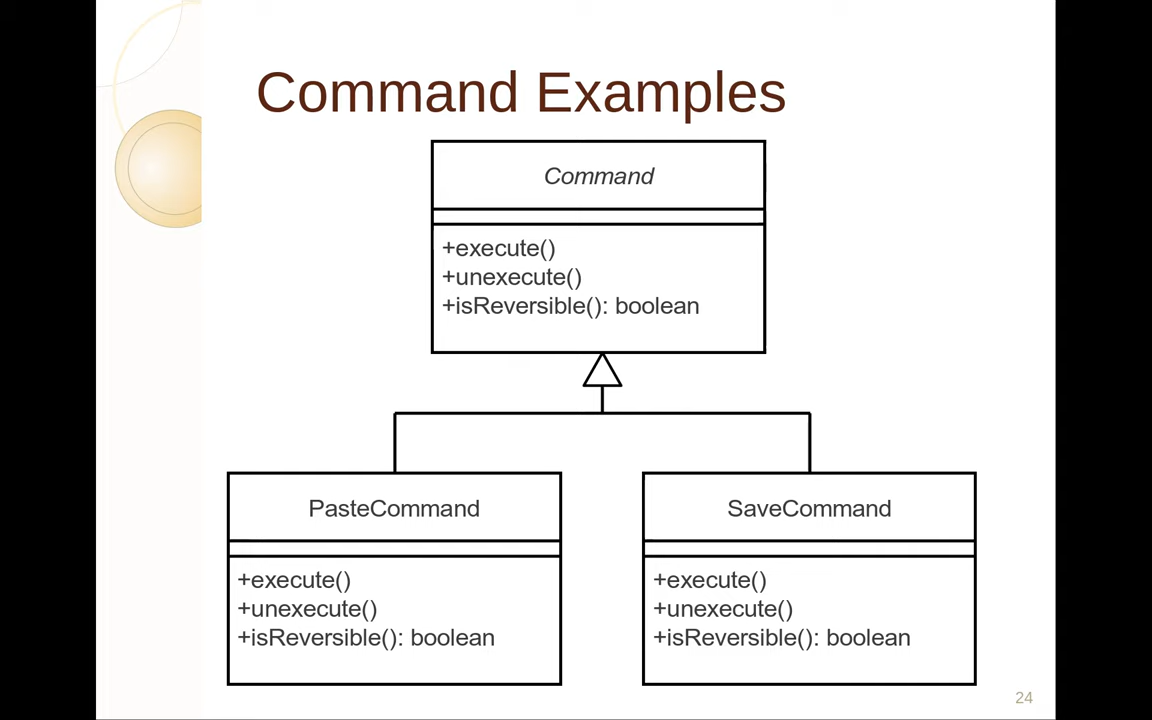 Command Examples
Command
+execute()
+unexecute()
+isReversible(): boolean
PasteCommand
+execute()
+unexecute()
+isReversible(): boolean
SaveCommand
+execute()
+unexecute()
+isReversible(): boolean
24